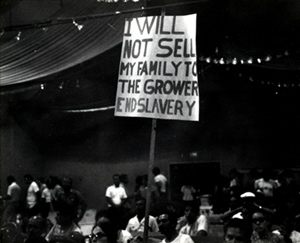 I WILL
NOT SELL
MY FAMILY TO
THE GROWER
END SLAVERY